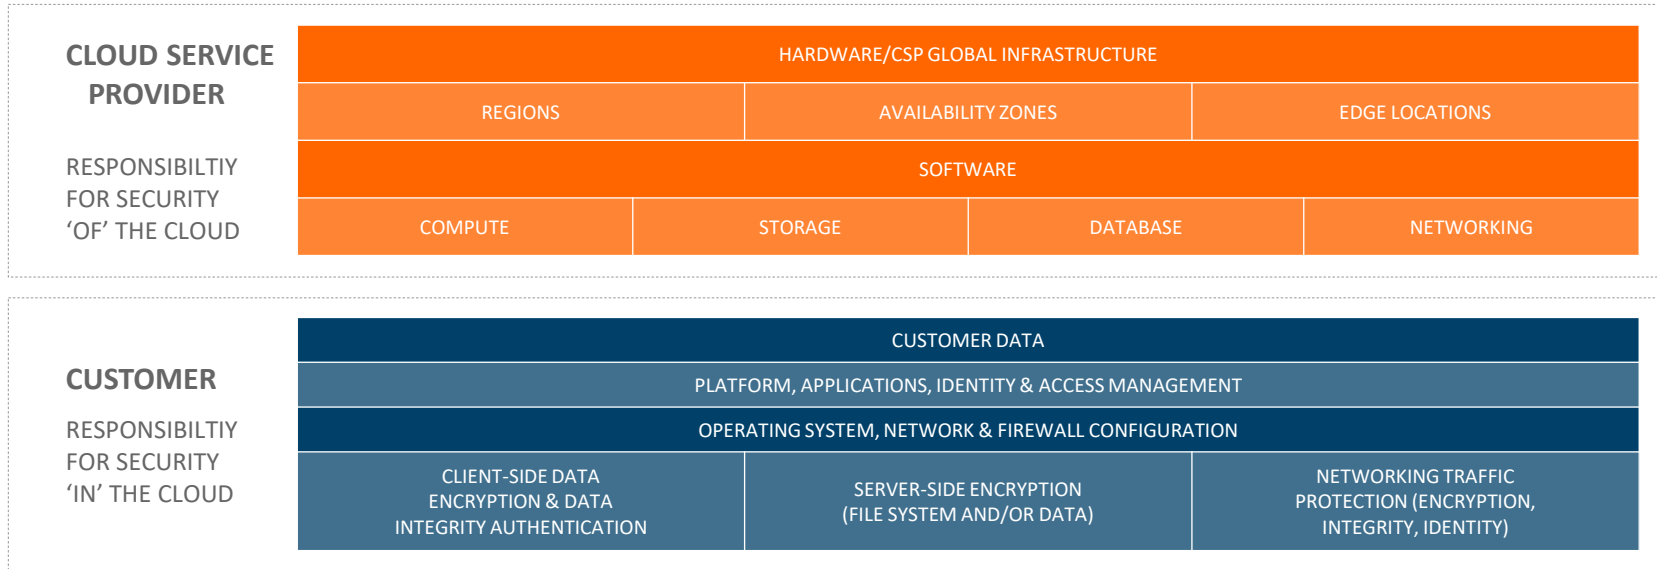 CLOUD SERVICE
PROVIDER
RESPONSIBILTIY
FOR SECURITY
‘OF’ THE CLOUD
HARDWARE/CSP GLOBAL INFRASTRUCTURE
REGIONS
AVAILABILITY ZONES
EDGE LOCATIONS
SOFTWARE
COMPUTE
STORAGE
DATABASE
NETWORKING
CUSTOMER
RESPONSIBILTIY
FOR SECURITY
‘IN’ THE CLOUD
CUSTOMER DATA
PLATFORM, APPLICATIONS, IDENTITY & ACCESS MANAGEMENT
OPERATING SYSTEM, NETWORK & FIREWALL CONFIGURATION
CLIENT-SIDE DATA
ENCRYPTION & DATA
INTEGRITY AUTHENTICATION
SERVER-SIDE ENCRYPTION
(FILE SYSTEM AND/OR DATA)
NETWORKING TRAFFIC
PROTECTION (ENCRYPTION,
INTEGRITY, IDENTITY)